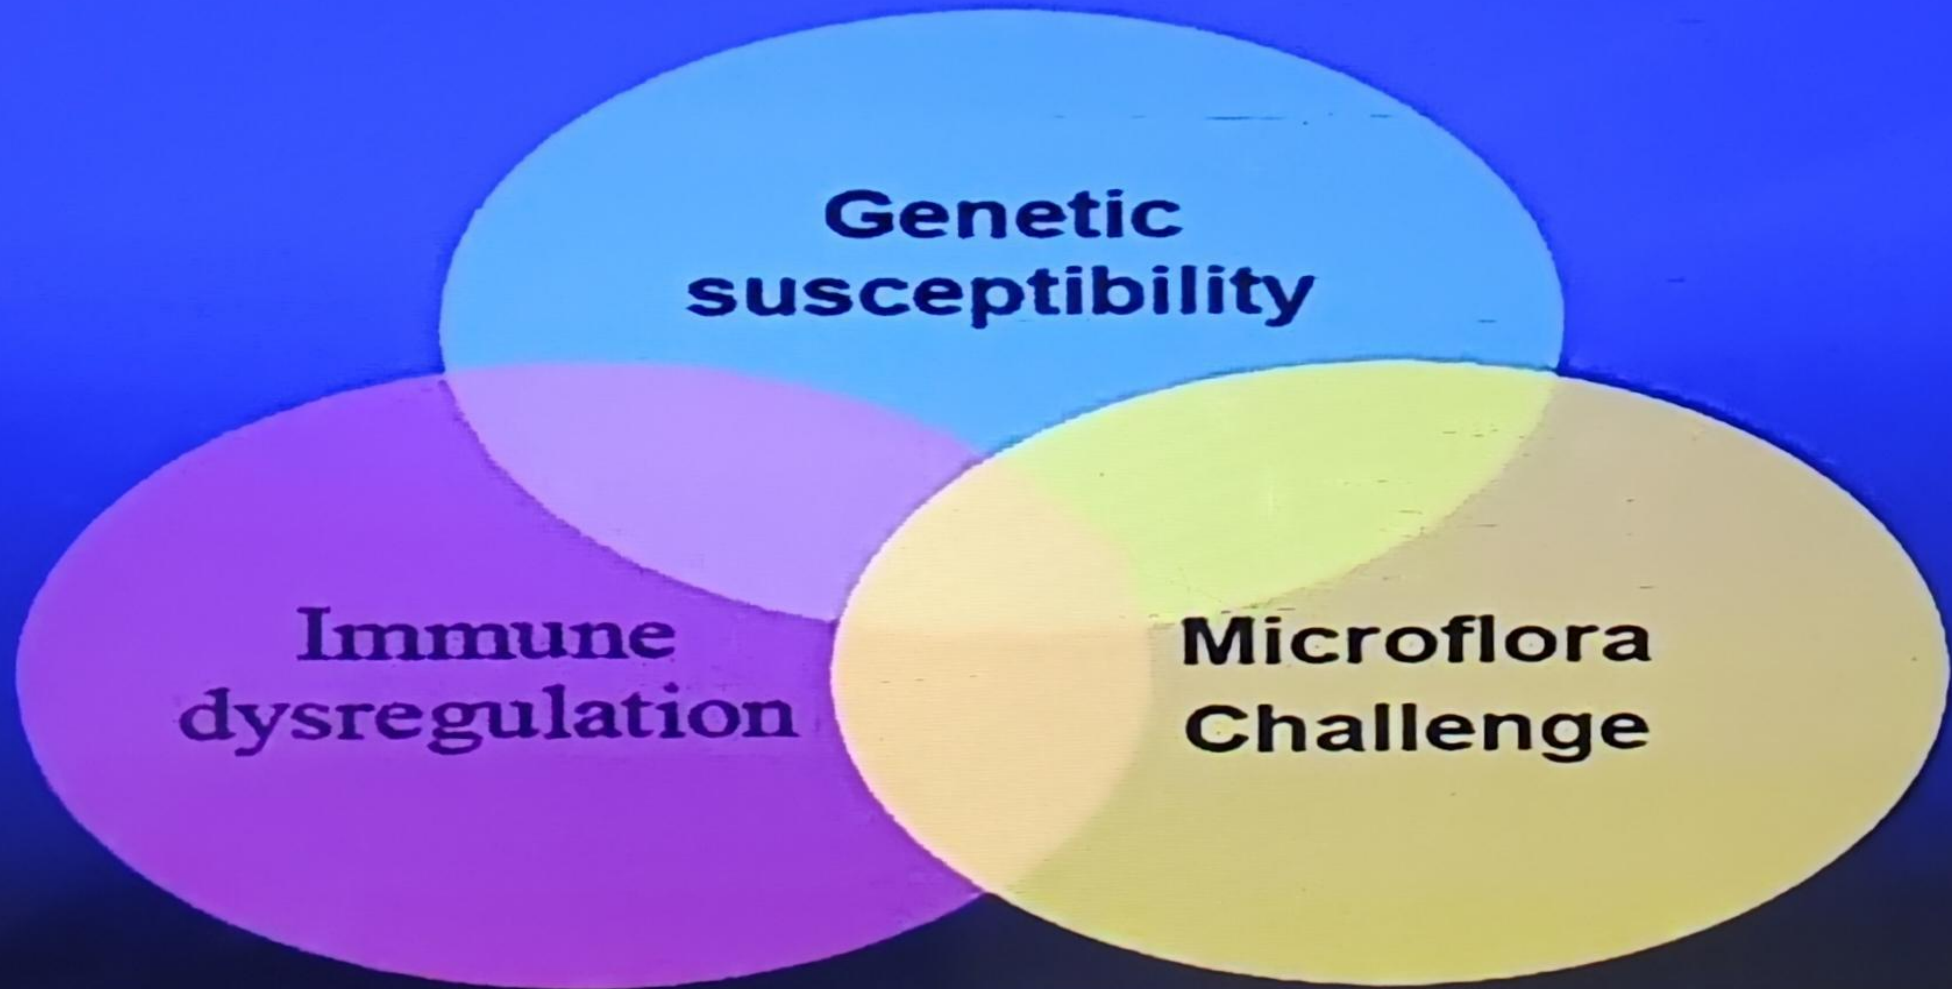 Genetic
susceptibility
Immune
dysregulation
Microflora
Challenge